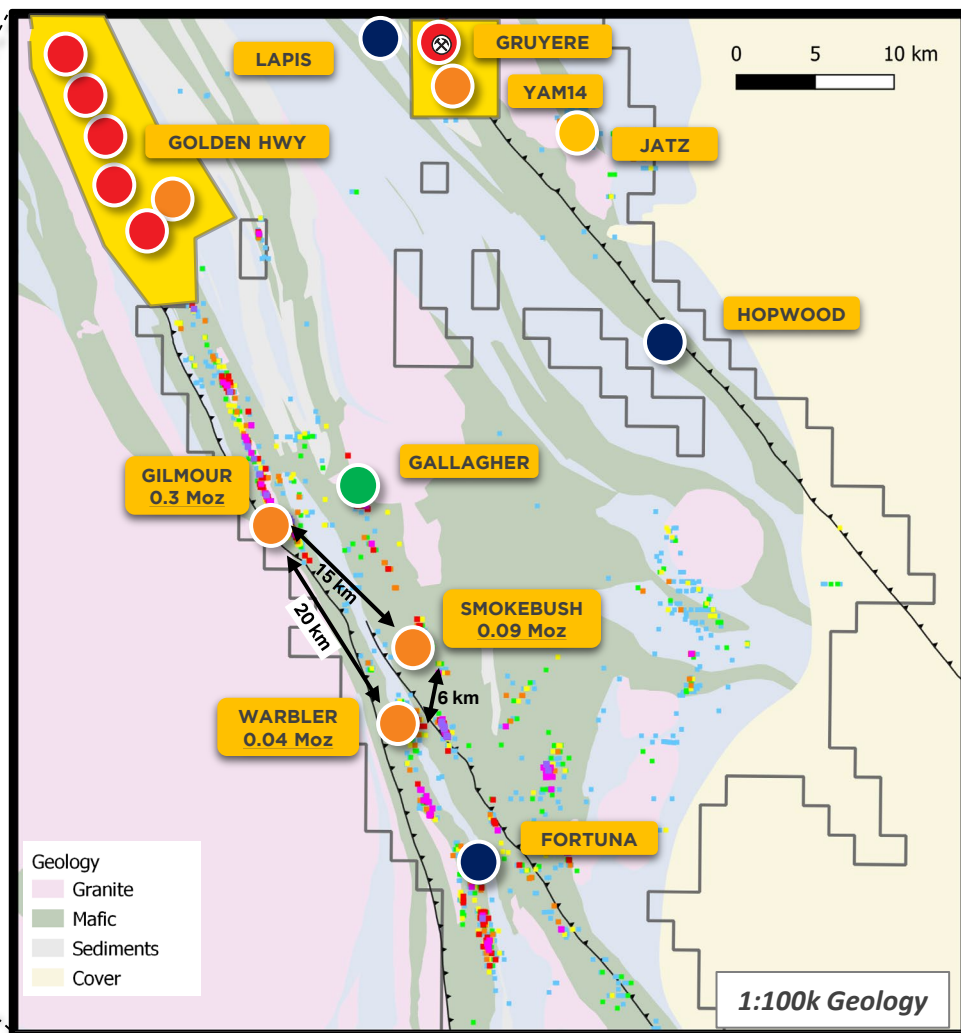 GRUYERE
LAPIS
0 5 10 km
YAM14
GOLDEN HWY
JATZ
HOPWOOD
GALLAGHER
GILMOUR
0.3 Moz
15 km
20 km
SMOKEBUSH
0.09 Moz
6 km
WARBLER
0.04 Moz
FORTUNA
Geology
Granite
Mafic
Sediments
Cover
1:100k Geology